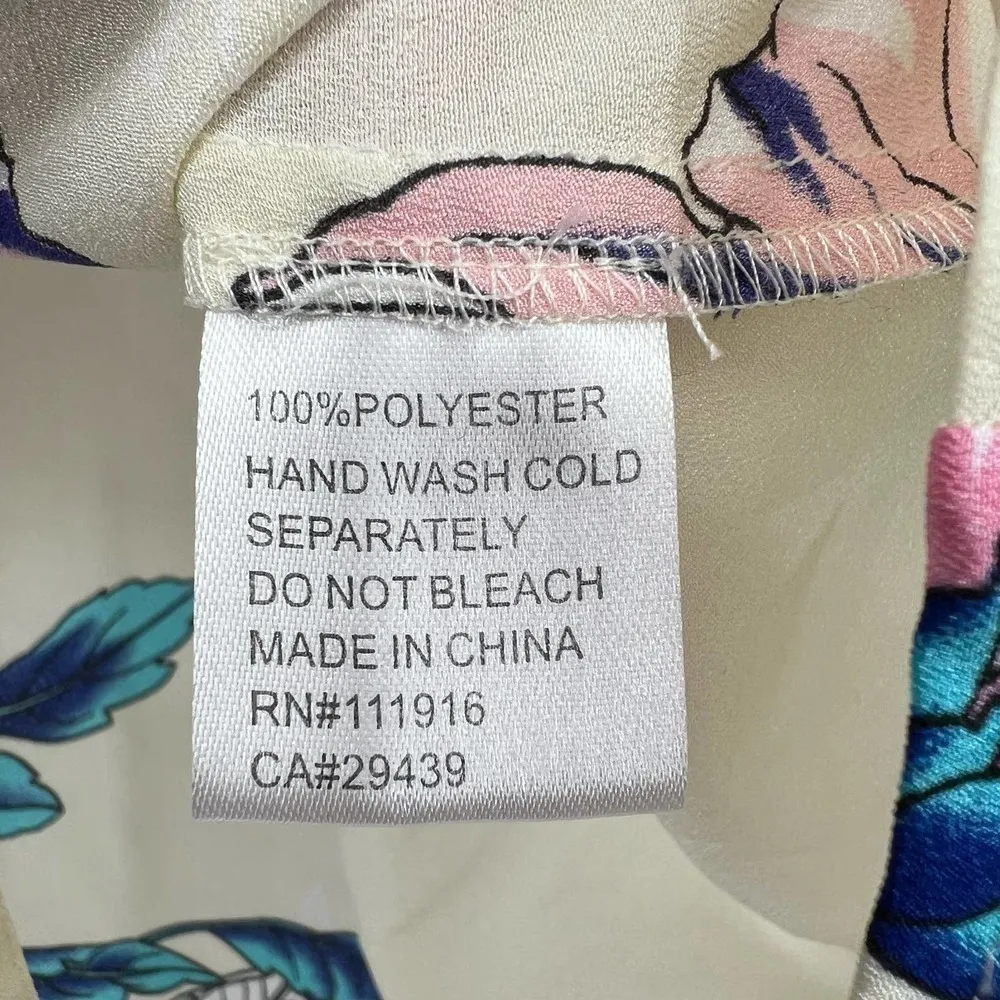 100%POLYESTER
HAND WASH COLD
SEPARATELY
DO NOT BLEACH
MADE IN CHINA
RN#111916
CA#29439